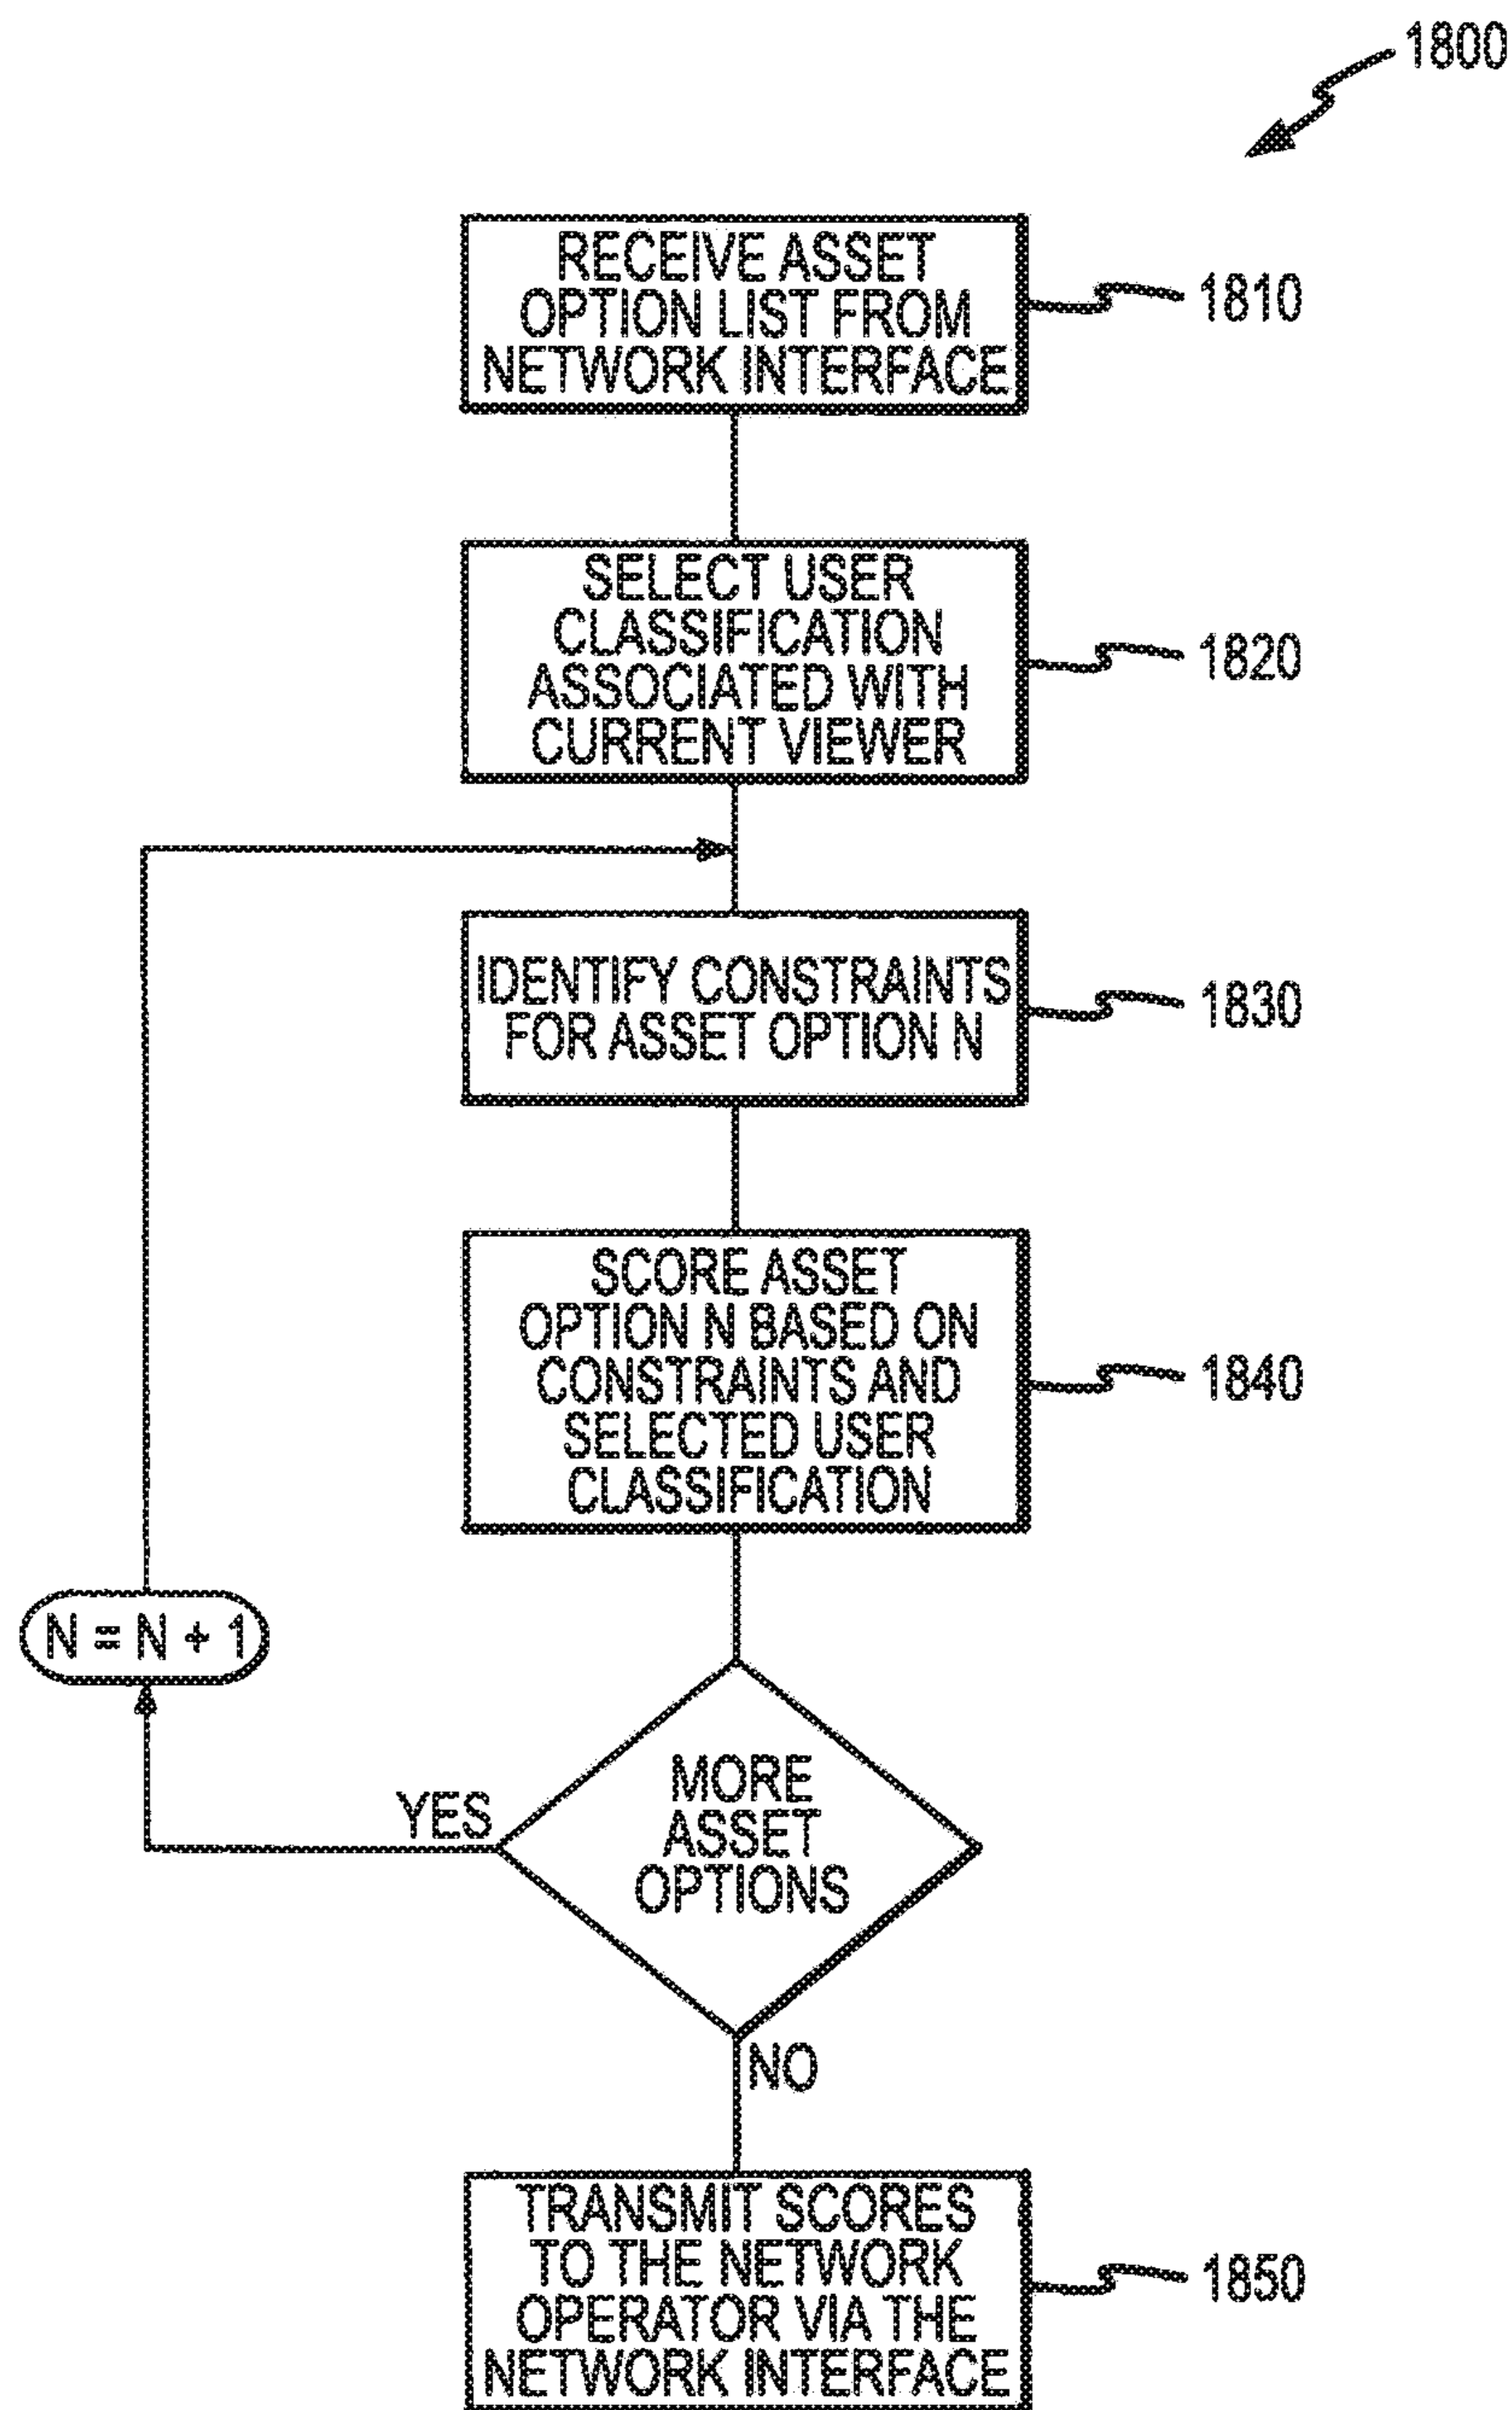 1800
RECEIVE ASSET
OPTION LIST FROM
NETWORK INTERFACE
1810
SELECT USER
CLASSIFICATION
ASSOCIATED WITH
CURRENT VIEWER
1820
IDENTIFY CONSTRAINTS
FOR ASSET OPTION N
1830
SCORE ASSET
OPTION N BASED ON
CONSTRAINTS AND
SELECTED USER
CLASSIFICATION
1840
N = N + 1
MORE
ASSET
OPTIONS
YES
NO
TRANSMIT SCORES
TO THE NETWORK
OPERATOR VIA THE
NETWORK INTERFACE
1850